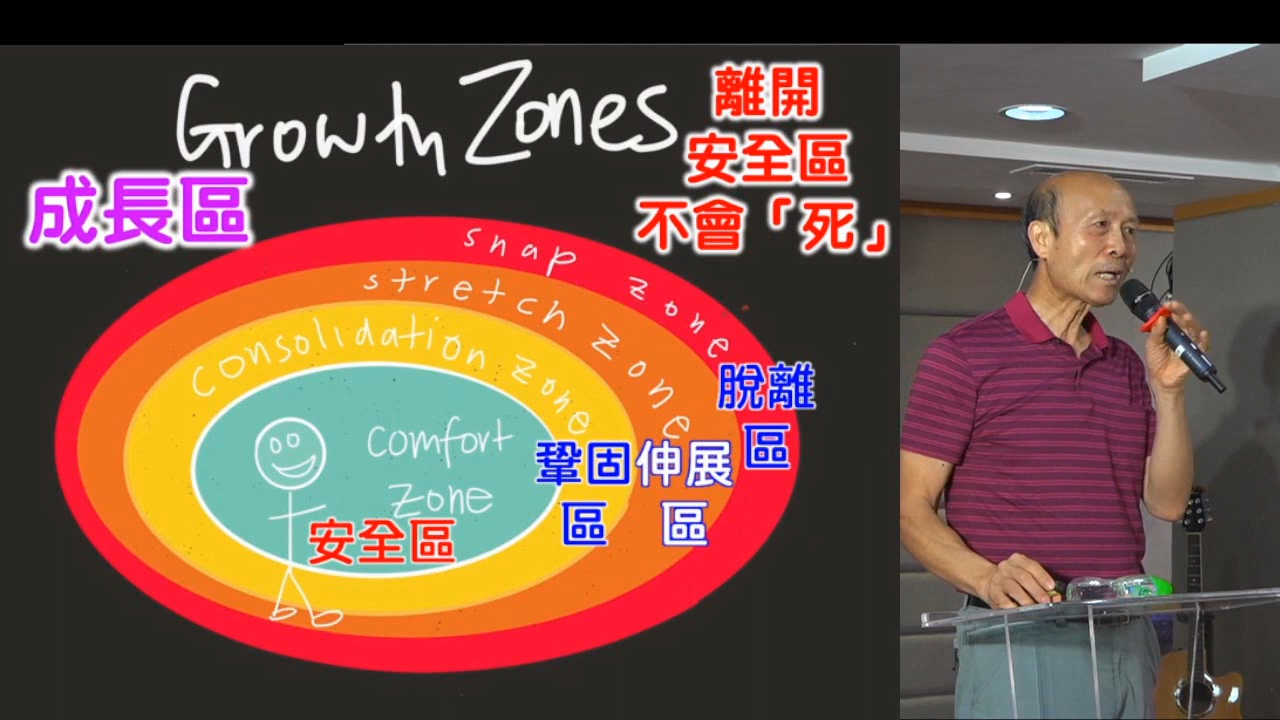 Growth Zones
離開
安全區
不會「死」
成長區
snap zone
stretch zone
consolidation zone
comfort
zone
安全區
鞏固
區
伸展
區
脫離
區